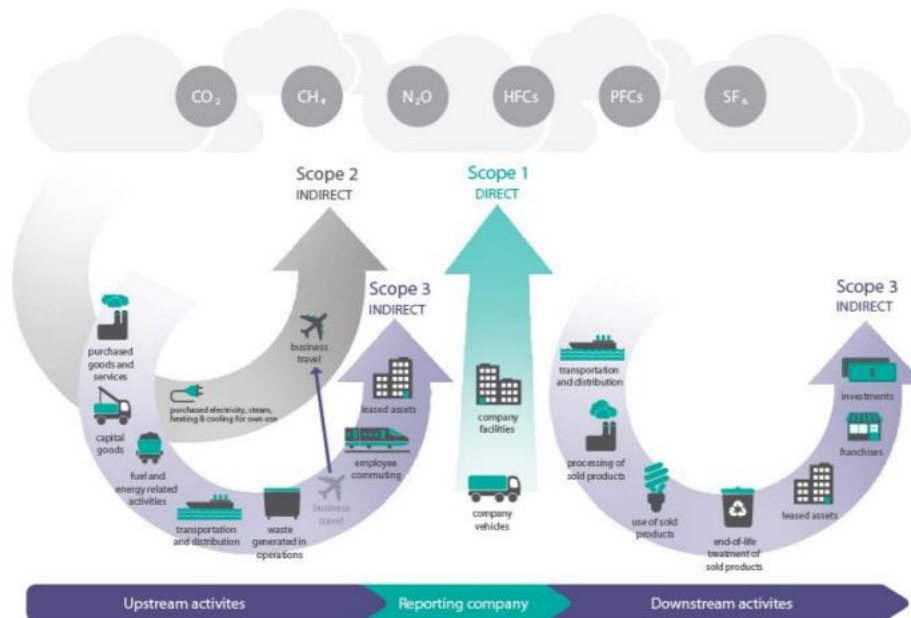 CO₂
CH₄
N₂O
HFCs
PFCs
SF₆
Scope 2
INDIRECT
Scope 1
DIRECT
Scope 3
INDIRECT
Scope 3
INDIRECT
purchased
goods and
services
capital
goods
fuel and
energy related
activities
purchased electricity, steam,
heating & cooling for own use
transportation
and distribution
waste
generated in
operations
business
travel
business
travel
employee
commuting
leased assets
company
facilities
company
vehicles
transportation
and distribution
processing of
sold products
use of sold
products
end-of-life
treatment of
sold products
leased assets
franchises
investments
$
Upstream activites
Reporting company
Downstream activites